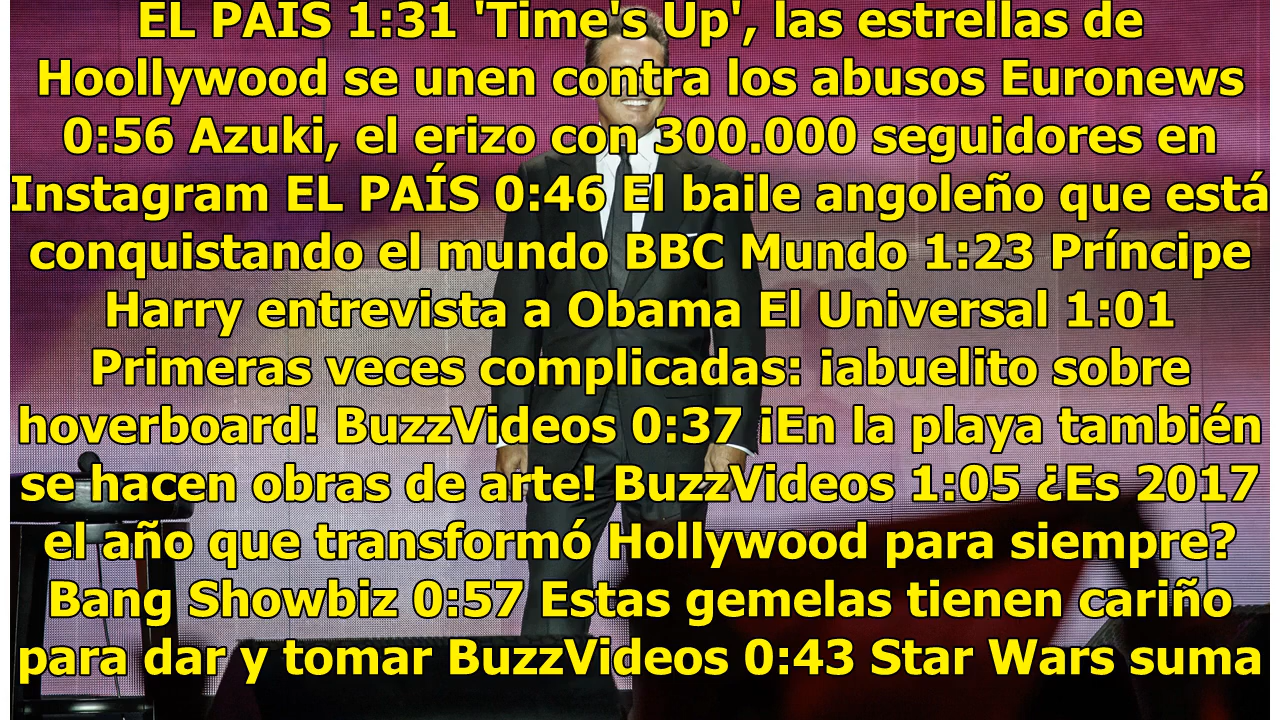 EL PAÍS 1:31 'Time's Up', las estrellas de
Hoollywood se unen contra los abusos Euronews
0:56 Azuki, el erizo con 300.000 seguidores en
Instagram EL PAÍS 0:46 El baile angoleño que está
conquistando el mundo BBC Mundo 1:23 Príncipe
Harry entrevista a Obama El Universal 1:01
Primeras veces complicadas: ¡abuelito sobre
hoverboard! BuzzVideos 0:37 ¡En la playa también
se hacen obras de arte! BuzzVideos 1:05 ¿Es 2017
el año que transformó Hollywood para siempre?
Bang Showbiz 0:57 Estas gemelas tienen cariño
para dar y tomar BuzzVideos 0:43 Star Wars suma